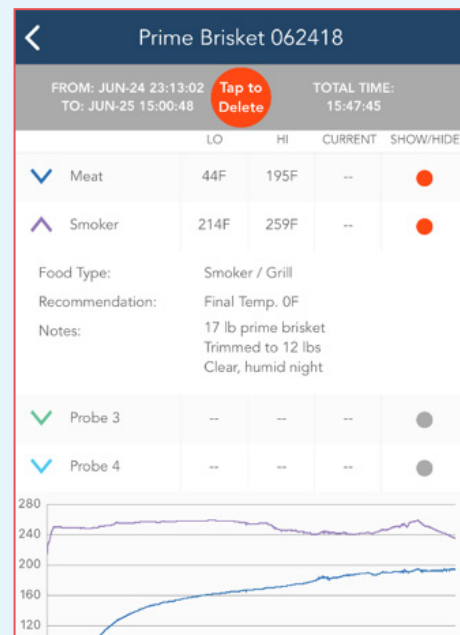 Prime Brisket 062418
FROM: JUN-24 23:13:02
TO: JUN-25 15:00:48
Tap to
Delete
TOTAL TIME:
15:47:45
LO HI CURRENT SHOW/HIDE
Meat 44F 195F --
Smoker 214F 259F --
Food Type: Smoker / Grill
Recommendation: Final Temp. 0F
Notes: 17 lb prime brisket
Trimmed to 12 lbs
Clear, humid night
Probe 3 -- -- --
Probe 4 -- -- --
280
240
200
160
120